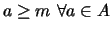 a ≥ m ∀a ∈ A